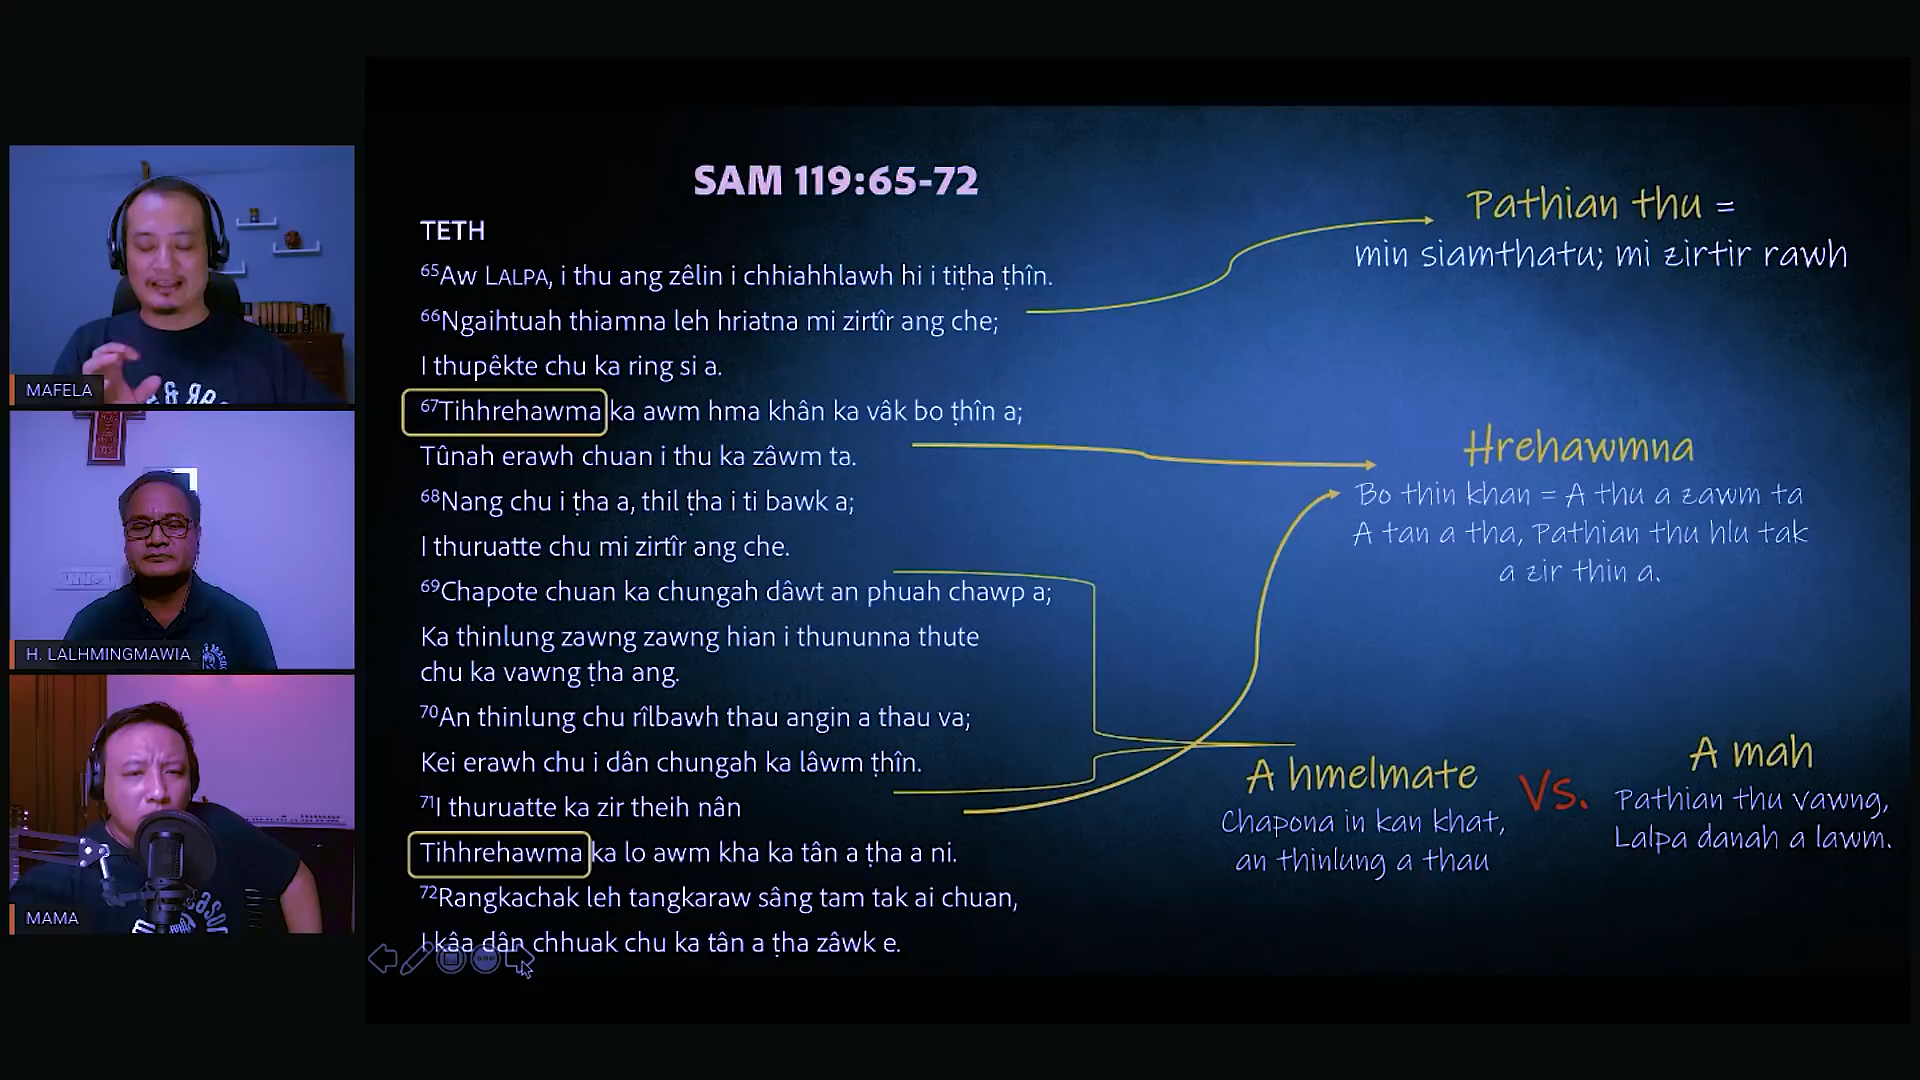 SAM 119:65-72
TETH
65Aw LALPA, i thu ang zêlin i chhiahhlawh hi i tiṭha ṭhîn.
66Ngaihtuah thiamna leh hriatna mi zirtîr ang che;
I thupêkte chu ka ring si a.
67Tihhrehawma ka awm hma khân ka vâk bo ṭhîn a;
Tûnah erawh chuan i thu ka zâwm ta.
68Nang chu i ṭha a, thil ṭha i ti bawk a;
I thuruatte chu mi zirtîr ang che.
69Chapote chuan ka chungah dâwt an phuah chawp a;
Ka thinlung zawng zawng hian i thununna thute
chu ka vawng ṭha ang.
70An thinlung chu rîlbawh thau angin a thau va;
Kei erawh chu i dân chungah ka lâwm ṭhîn.
71I thuruatte ka zir theih nân
Tihhrehawma ka lo awm kha ka tân a ṭha a ni.
72Rangkachak leh tangkaraw sâng tam tak ai chuan,
I kâa dân chhuak chu ka tân a ṭha zâwk e.
Pathian thu =
min siamthatu; mi zirtir rawh
Hrehawmna
Bo thin khan = A thu a zawm ta
A tan a tha, Pathian thu hlu tak
a zir thin a.
A hmelmate
Chapona in kan khat,
an thinlung a thau
Vs.
A mah
Pathian thu vawng,
Lalpa danah a lawm.
MAFELA
H. LALHMINGMAWIA
MAMA